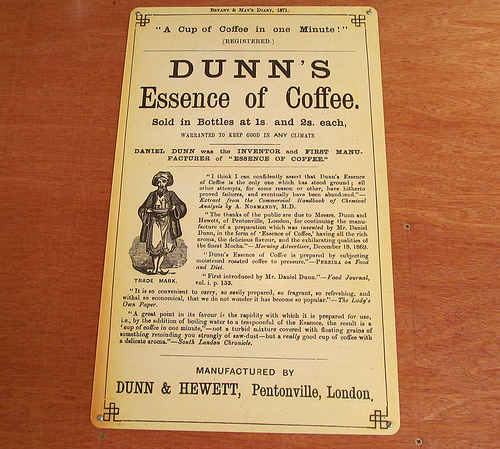 Bryant & May's Diary, 1871.
"A Cup of Coffee in one Minute!"
(REGISTERED.)
DUNN'S
Essence of Coffee.
Sold in Bottles at 1s. and 2s. each,
WARRANTED TO KEEP GOOD IN ANY CLIMATE
DANIEL DUNN was the INVENTOR and FIRST MANU-
FACTURER of "ESSENCE OF COFFEE."
"I think I can confidently assert that Dunn's Essence
of Coffee is the only one which has stood ground; all
other attempts, for some reason or other, have hitherto
proved failures, and eventually have been abandoned."—
Extract from the Commercial Handbook of Chemical
Analysis by A. Normandy, M.D.
"The thanks of the public are due to Messrs. Dunn and
Hewett, of Pentonville, London, for continuing the manu-
facture of a preparation which was invented by Mr. Daniel
Dunn, in the form of 'Essence of Coffee,' having all the rich
aroma, the delicious flavour, and the exhilarating qualities of
the finest Mocha."—Morning Advertiser, December 18, 1869.
"Dunn's Essence of Coffee is prepared by subjecting
moistened roasted coffee to pressure."—Pereira on Food
and Diet.
"First introduced by Mr. Daniel Dunn."—Food Journal,
vol. i. p. 133.
TRADE MARK.
"It is so convenient to carry, so easily prepared, so fragrant, so refreshing, and
withal so economical, that we do not wonder it has become so popular."—The Lady's
Own Paper.
"A great point in its favour is the rapidity with which it is prepared for use,
i.e., by the addition of boiling water to a teaspoonful of the Essence, the result is a
'cup of coffee in one minute,'—not a turbid mixture covered with floating grains of
something reminding you strongly of saw-dust—but a really good cup of coffee with
a delicate aroma."—South London Chronicle.
MANUFACTURED BY
DUNN & HEWETT, Pentonville, London.